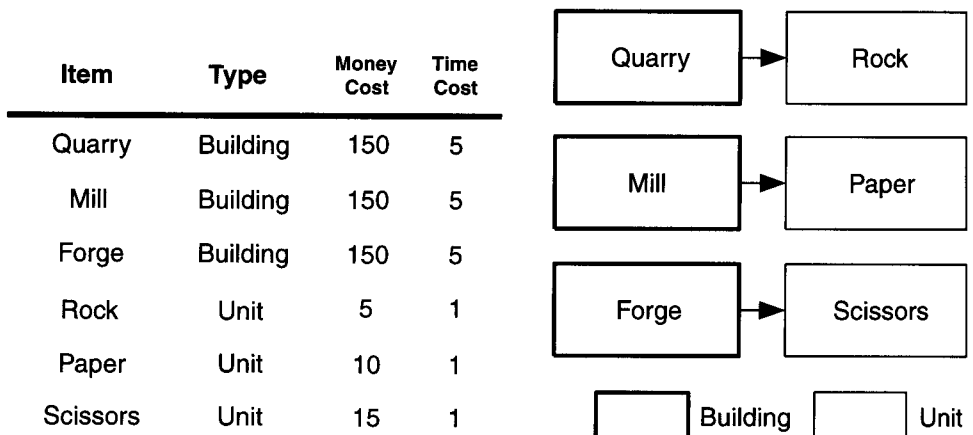 Item Type Money Cost Time Cost
Quarry Building 150 5
Mill Building 150 5
Forge Building 150 5
Rock Unit 5 1
Paper Unit 10 1
Scissors Unit 15 1
Quarry Rock
Mill Paper
Forge Scissors
Building Unit